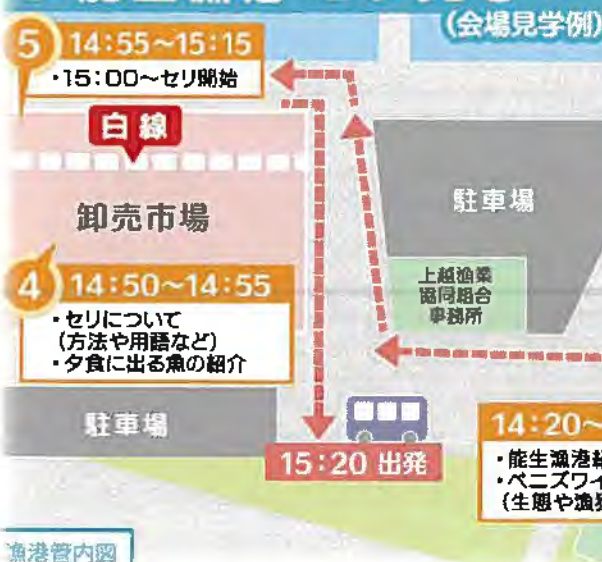 (会場見学例)
5 14:55~15:15
・15:00~セリ開始
白線
卸売市場
駐車場
上越漁業
協同組合
事務所
4 14:50~14:55
・セリについて
(方法や用語など)
・夕食に出る魚の紹介
駐車場
15:20 出発
14:20~
・能生漁港
・ベニズワイ
(生態や漁
漁港管内図